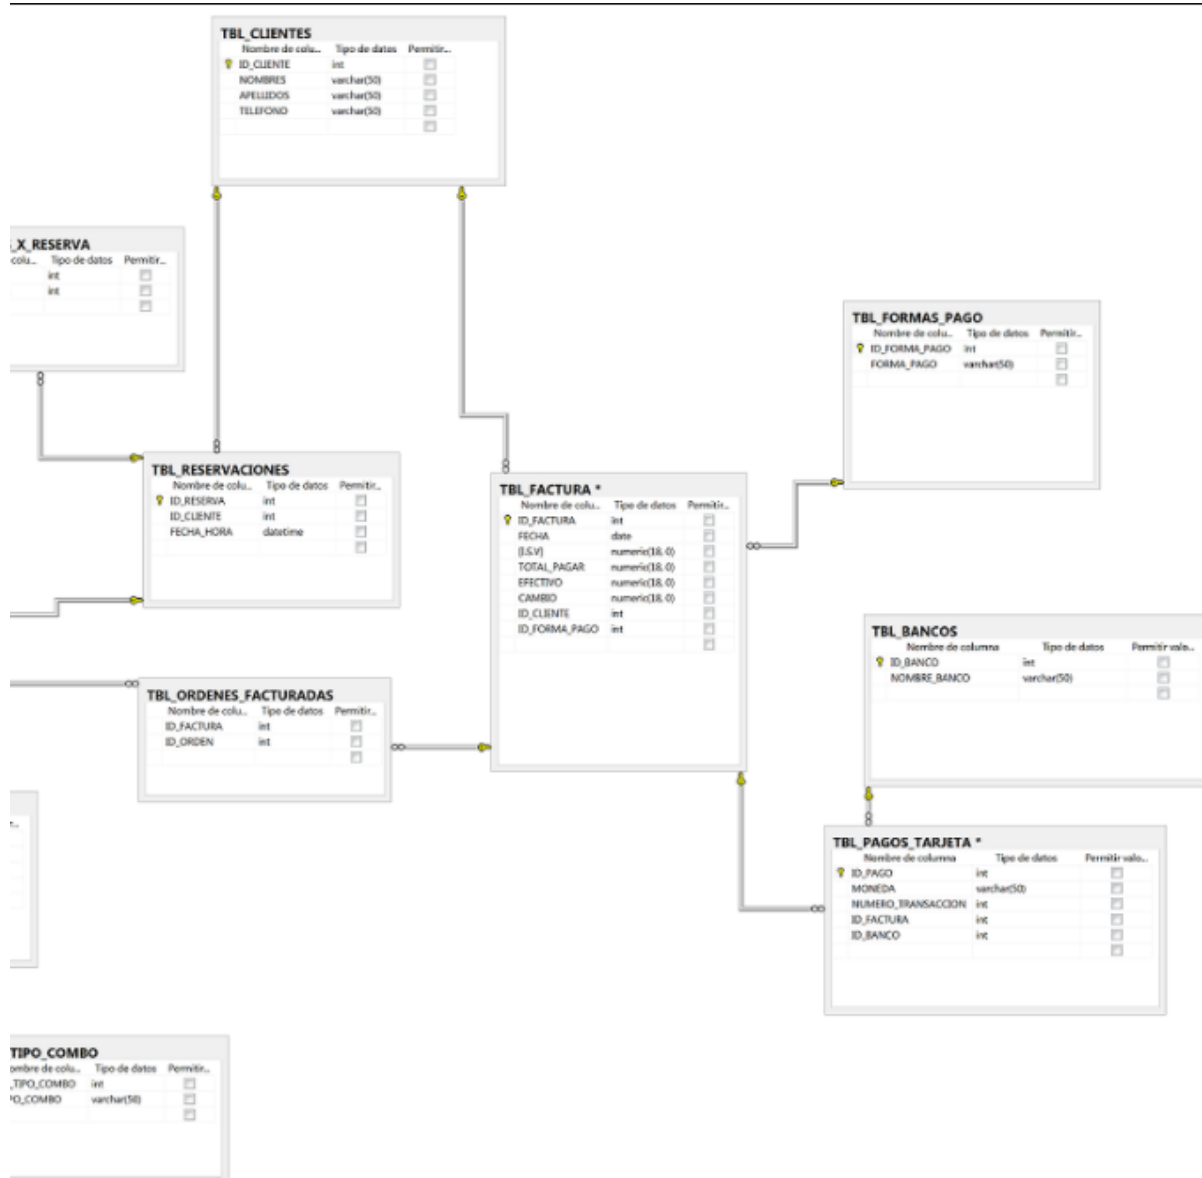 TBL_CLIENTES
Nombre de colu... Tipo de datos Permitir...
ID_CLIENTE int
NOMBRES varchar(50)
APELLIDOS varchar(50)
TELEFONO varchar(50)
_X_RESERVA
colu... Tipo de datos Permitir...
int
int
TBL_FORMAS_PAGO
Nombre de colu... Tipo de datos Permitir...
ID_FORMA_PAGO int
FORMA_PAGO varchar(50)
TBL_RESERVACIONES
Nombre de colu... Tipo de datos Permitir...
ID_RESERVA int
ID_CLIENTE int
FECHA_HORA datetime
TBL_FACTURA *
Nombre de colu... Tipo de datos Permitir...
ID_FACTURA int
FECHA date
(I.S.V) numeric(18, 0)
TOTAL_PAGAR numeric(18, 0)
EFECTIVO numeric(18, 0)
CAMBIO numeric(18, 0)
ID_CLIENTE int
ID_FORMA_PAGO int
TBL_BANCOS
Nombre de columna Tipo de datos Permitir valo...
ID_BANCO int
NOMBRE_BANCO varchar(50)
TBL_ORDENES_FACTURADAS
Nombre de colu... Tipo de datos Permitir...
ID_FACTURA int
ID_ORDEN int
TBL_PAGOS_TARJETA *
Nombre de columna Tipo de datos Permitir valo...
ID_PAGO int
MONEDA varchar(50)
NUMERO_TRANSACCION int
ID_FACTURA int
ID_BANCO int
TIPO_COMBO
ombre de colu... Tipo de datos Permitir...
_TIPO_COMBO int
PO_COMBO varchar(50)